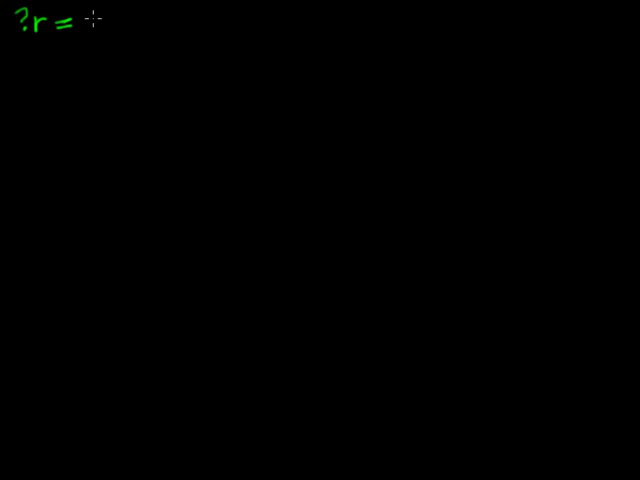 ?r =